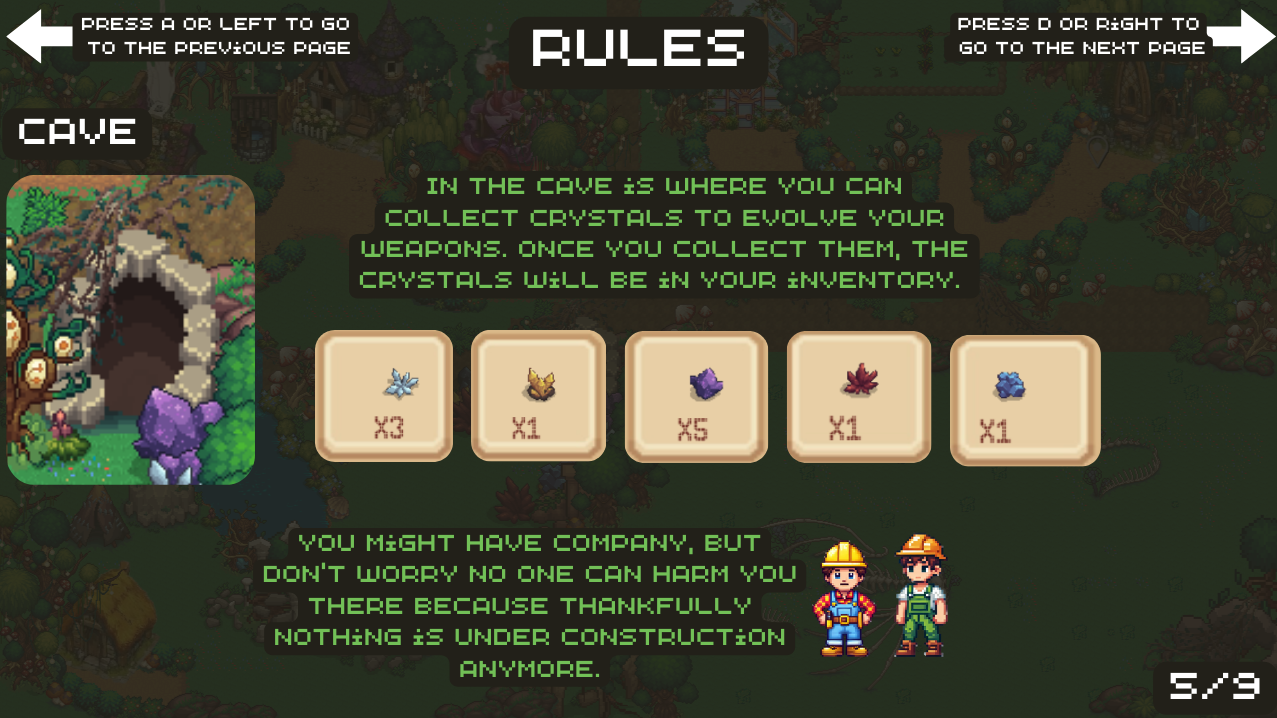 PRESS A OR LEFT TO GO
TO THE PREViOUS PAGE
RULES
PRESS D OR RiGHT TO
GO TO THE NEXT PAGE
CAVE
IN THE CAVE iS WHERE YOU CAN
COLLECT CRYSTALS TO EVOLVE YOUR
WEAPONS. ONCE YOU COLLECT THEM, THE
CRYSTALS WiLL BE iN YOUR iNVENTORY.
X3
X1
X5
X1
X1
YOU MiGHT HAVE COMPANY, BUT
DON'T WORRY NO ONE CAN HARM YOU
THERE BECAUSE THANKFULLY
NOTHiNG iS UNDER CONSTRUCTiON
ANYMORE.
5/9